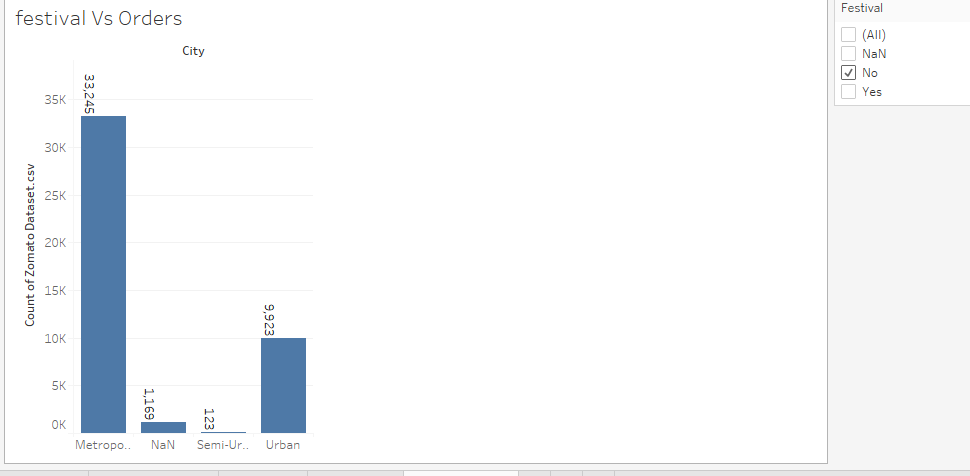 festival Vs Orders
City
Count of Zomato Dataset.csv
35K
30K
25K
20K
15K
10K
5K
0K
33,245
1,169
123
9,923
Metropo..
NaN
Semi-Ur..
Urban
Festival
(All)
NaN
No
Yes